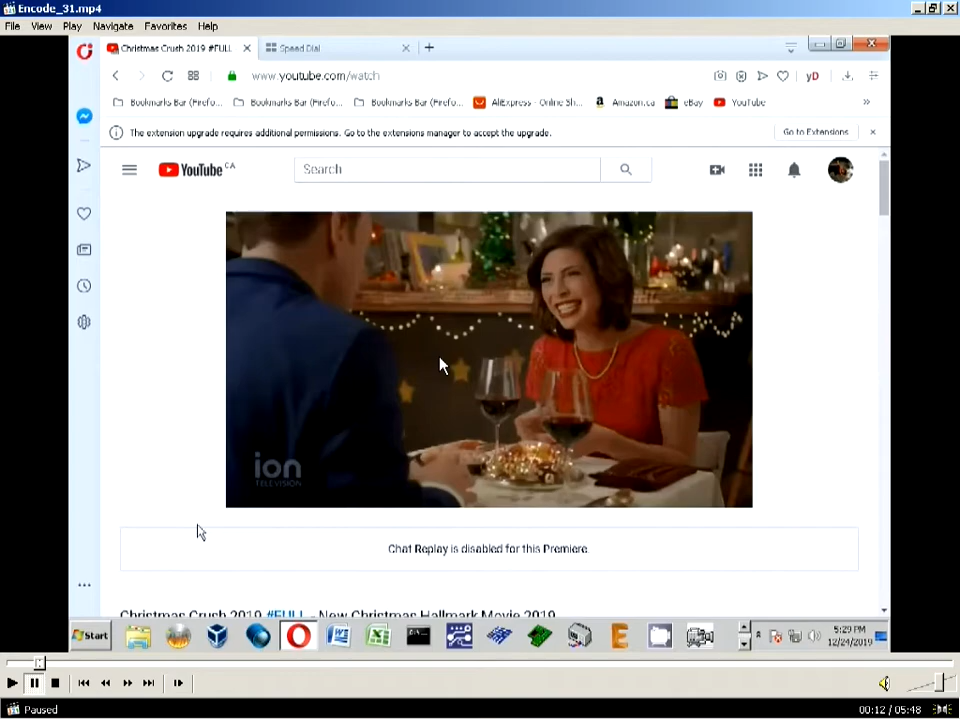 Encode_31.mp4
File View Play Navigate Favorites Help
Christmas Crush 2019 #FULL
Speed Dial
www.youtube.com/watch
yD
Bookmarks Bar (Firefo...
Bookmarks Bar (Firefo...
Bookmarks Bar (Firefo...
AliExpress - Online Sh...
Amazon.ca
eBay
YouTube
The extension upgrade requires additional permissions. Go to the extensions manager to accept the upgrade.
Go to Extensions
YouTube CA
Search
ion
TELEVISION
Chat Replay is disabled for this Premiere.
Christmas Crush 2019 #FULL - New Christmas Hallmark Movie 2019
Start
5:29 PM
12/24/2019
Paused
00:12 / 05:48